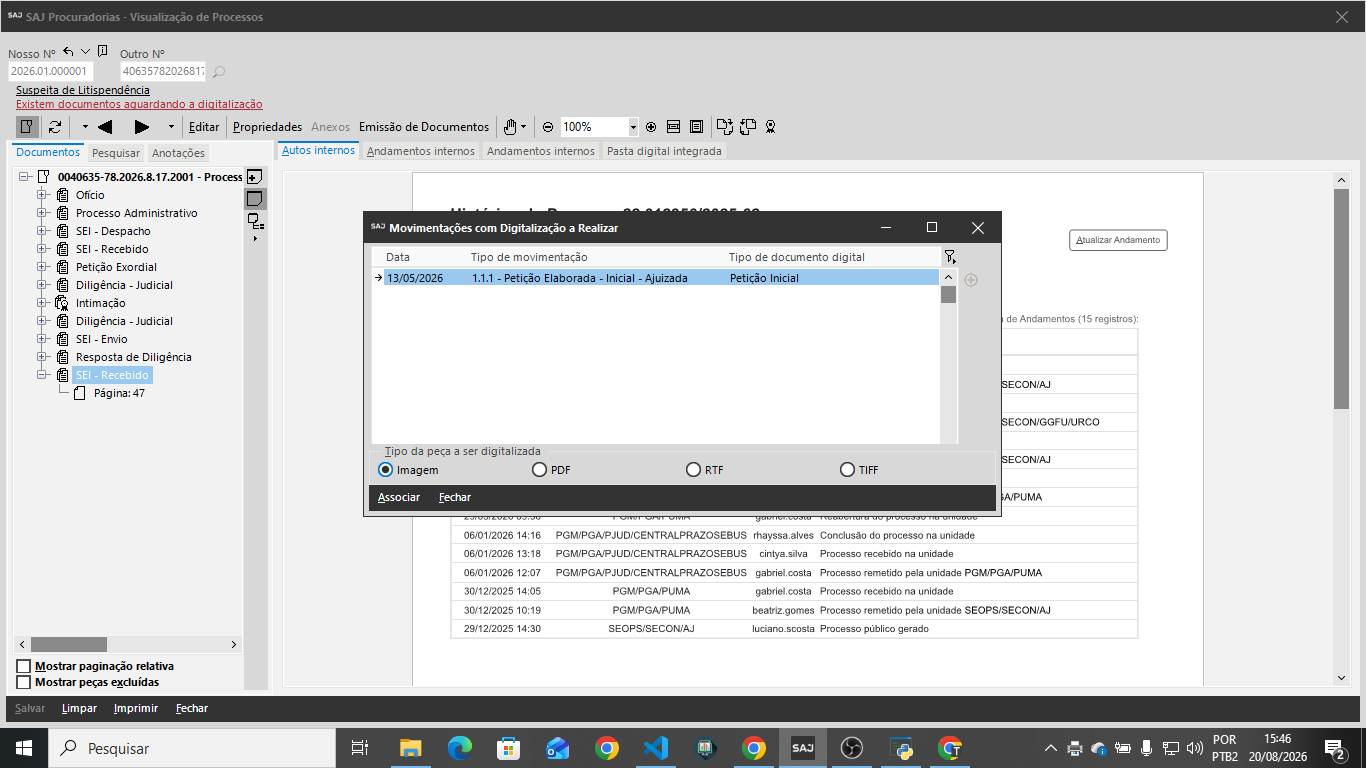 SAJ SAJ Procuradorias - Visualização de Processos
Nosso Nº
Outro Nº
2026.01.000001
40635782026817
Suspeita de Litispendência
Existem documentos aguardando a digitalização
Editar Propriedades Anexos Emissão de Documentos 100%
Documentos Pesquisar Anotações
Autos internos Andamentos internos Andamentos internos Pasta digital integrada
0040635-78.2026.8.17.2001 - Process
Ofício
Processo Administrativo
SEI - Despacho
SEI - Recebido
Petição Exordial
Diligência - Judicial
Intimação
Diligência - Judicial
SEI - Envio
Resposta de Diligência
SEI - Recebido
Página: 47
Mostrar paginação relativa
Mostrar peças excluídas
Atualizar Andamento
SAJ Movimentações com Digitalização a Realizar
Data Tipo de movimentação Tipo de documento digital
13/05/2026 1.1.1 - Petição Elaborada - Inicial - Ajuizada Petição Inicial
Tipo da peça a ser digitalizada
Imagem PDF RTF TIFF
Associar Fechar
de Andamentos (15 registros):
SECON/AJ
SECON/GGFU/URCO
SECON/AJ
GA/PUMA
06/01/2026 14:16 PGM/PGA/PJUD/CENTRALPRAZOSEBUS rhayssa.alves Conclusão do processo na unidade
06/01/2026 13:18 PGM/PGA/PJUD/CENTRALPRAZOSEBUS cintya.silva Processo recebido na unidade
06/01/2026 12:07 PGM/PGA/PJUD/CENTRALPRAZOSEBUS gabriel.costa Processo remetido pela unidade PGM/PGA/PUMA
30/12/2025 14:05 PGM/PGA/PUMA gabriel.costa Processo recebido na unidade
30/12/2025 10:19 PGM/PGA/PUMA beatriz.gomes Processo remetido pela unidade SEOPS/SECON/AJ
29/12/2025 14:30 SEOPS/SECON/AJ luciano.scosta Processo público gerado
Salvar Limpar Imprimir Fechar
Pesquisar
SAJ
POR
PTB2
15:46
20/08/2026
2